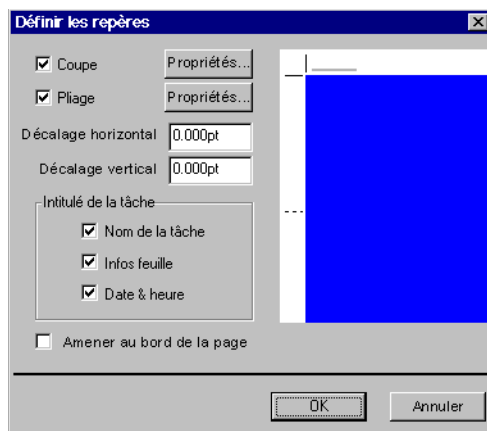 Définir les repères
Coupe Propriétés...
Pliage Propriétés...
Décalage horizontal 0.000pt
Décalage vertical 0.000pt
Intitulé de la tâche
Nom de la tâche
Infos feuille
Date & heure
Amener au bord de la page
OK Annuler